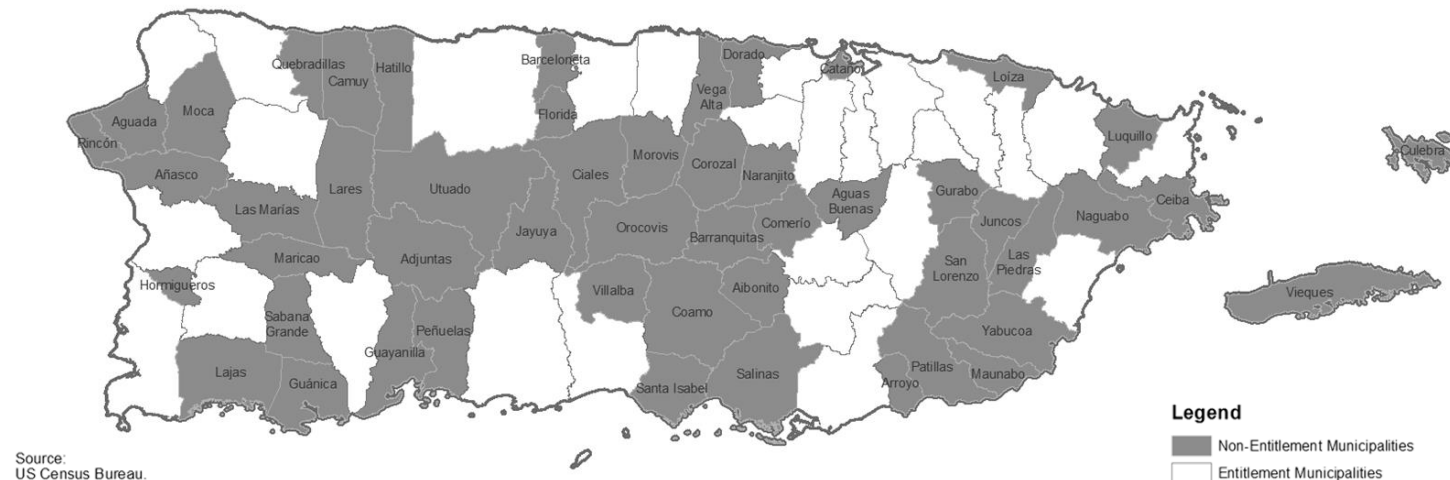 Quebradillas
Camuy
Hatillo
Barceloneta
Dorado
Cataño
Loíza
Moca
Aguada
Rincón
Florida
Vega
Alta
Luquillo
Culebra
Añasco
Las Marías
Lares
Utuado
Ciales
Morovis
Corozal
Naranjito
Aguas
Buenas
Gurabo
Juncos
Naguabo
Ceiba
Jayuya
Orocovis
Barranquitas
Comerío
Maricao
Adjuntas
San
Lorenzo
Las
Piedras
Hormigueros
Villalba
Aibonito
Vieques
Sabana
Grande
Coamo
Peñuelas
Guayanilla
Yabucoa
Lajas
Guánica
Santa Isabel
Salinas
Arroyo
Patillas
Maunabo
Legend
Non-Entitlement Municipalities
Entitlement Municipalities
Source:
US Census Bureau.